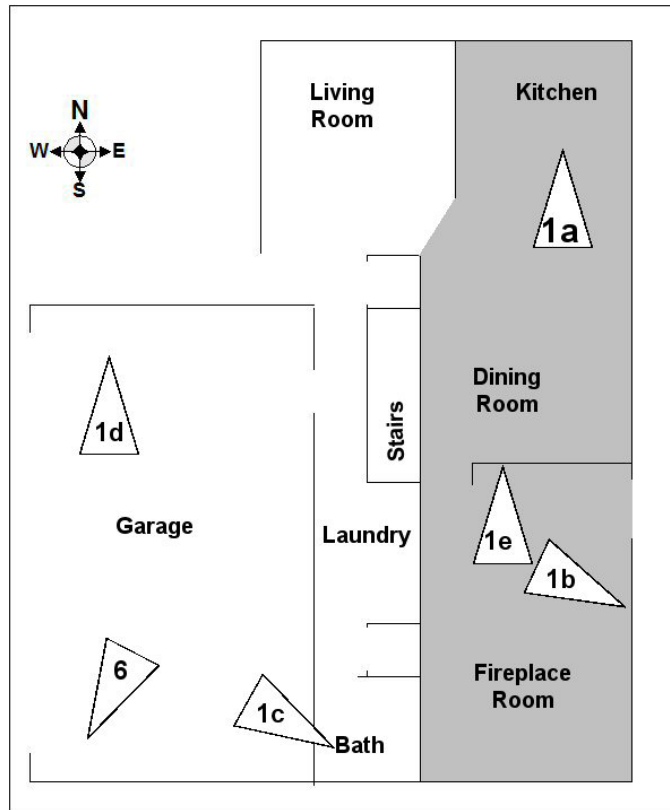 Living
Room
Kitchen
N
W
E
S
1a
Dining
Room
1d
Stairs
Garage
Laundry
1e
1b
6
1c
Fireplace
Room
Bath